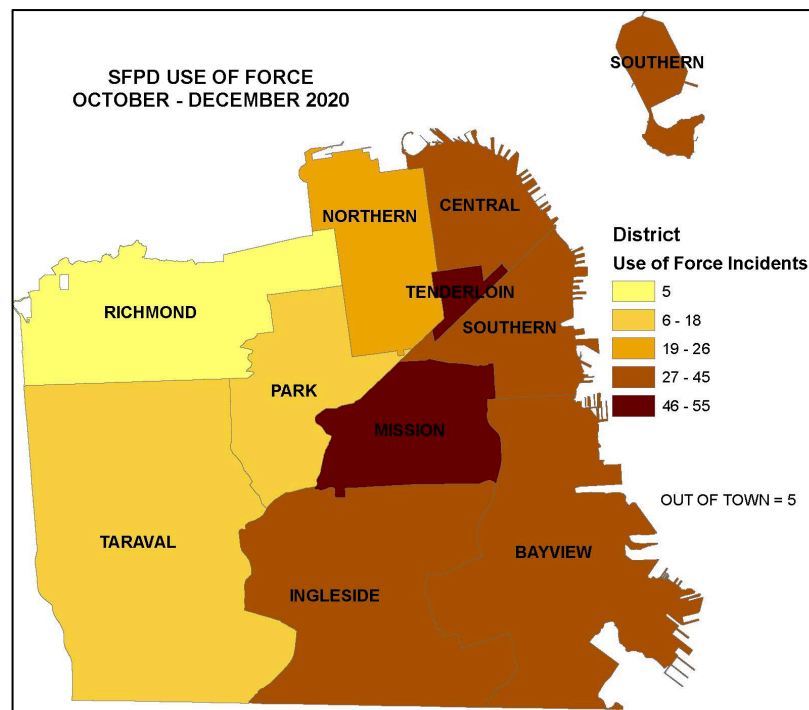 SFPD USE OF FORCE
OCTOBER - DECEMBER 2020
SOUTHERN
NORTHERN
CENTRAL
RICHMOND
TENDERLOIN
SOUTHERN
PARK
MISSION
TARAVAL
INGLESIDE
BAYVIEW
District
Use of Force Incidents
5
6 - 18
19 - 26
27 - 45
46 - 55
OUT OF TOWN = 5